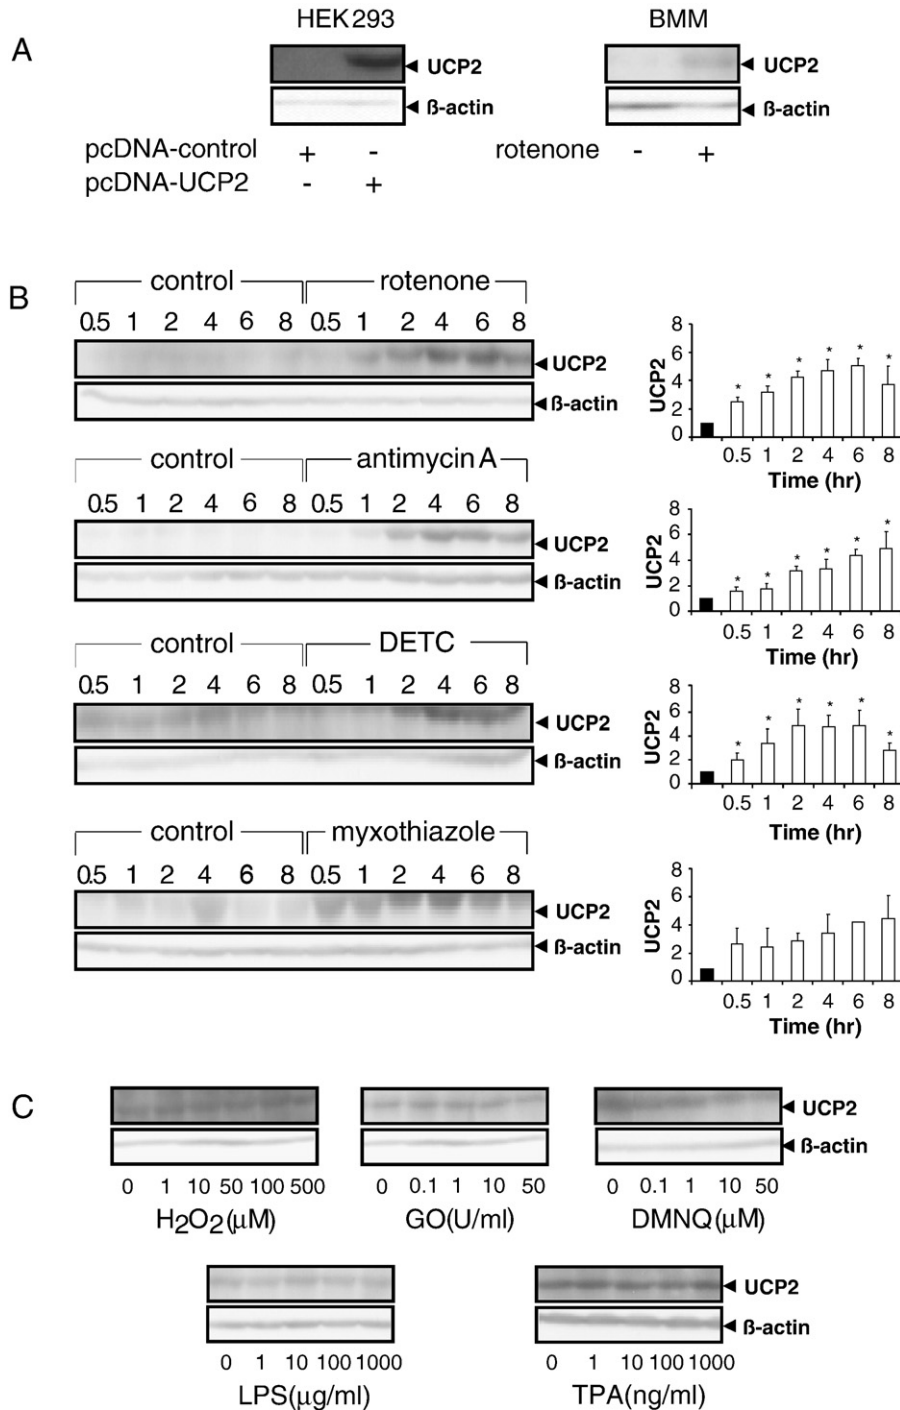 HEK293 BMM
A
UCP2 UCP2
ß-actin ß-actin
pcDNA-control + - rotenone - +
pcDNA-UCP2 - +
B
control rotenone
0.5 1 2 4 6 8 0.5 1 2 4 6 8
UCP2
ß-actin
8
6
4
2
0
UCP2
* * * * * *
0.5 1 2 4 6 8
Time (hr)
control antimycin A
0.5 1 2 4 6 8 0.5 1 2 4 6 8
UCP2
ß-actin
8
6
4
2
0
UCP2
* * * * * *
0.5 1 2 4 6 8
Time (hr)
control DETC
0.5 1 2 4 6 8 0.5 1 2 4 6 8
UCP2
ß-actin
8
6
4
2
0
UCP2
* * * * * *
0.5 1 2 4 6 8
Time (hr)
control myxothiazole
0.5 1 2 4 6 8 0.5 1 2 4 6 8
UCP2
ß-actin
8
6
4
2
0
UCP2
0.5 1 2 4 6 8
Time (hr)
C
UCP2
ß-actin
0 1 10 50 100 500 0 0.1 1 10 50 0 0.1 1 10 50
H2O2(µM) GO(U/ml) DMNQ(µM)
UCP2
ß-actin
0 1 10 100 1000 0 1 10 100 1000
LPS(µg/ml) TPA(ng/ml)